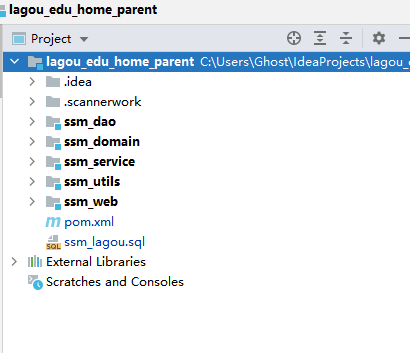 lagou_edu_home_parent
Project
lagou_edu_home_parent C:\Users\Ghost\IdeaProjects\lagou_
.idea
.scannerwork
ssm_dao
ssm_domain
ssm_service
ssm_utils
ssm_web
pom.xml
SQL ssm_lagou.sql
External Libraries
Scratches and Consoles